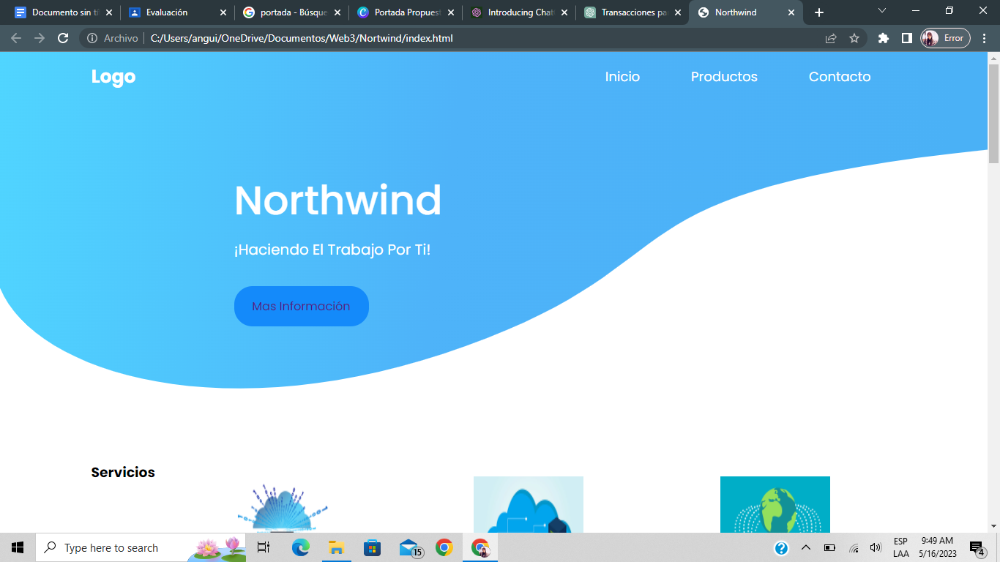 Documento sin tí
Evaluación
portada - Búsque
Portada Propuest
Introducing Chat
Transacciones pa
Northwind
Archivo
C:/Users/angui/OneDrive/Documentos/Web3/Nortwind/index.html
Error
Logo
Inicio
Productos
Contacto
Northwind
¡Haciendo El Trabajo Por Ti!
Mas Información
Servicios
Type here to search
15
ESP
LAA
9:49 AM
5/16/2023
4